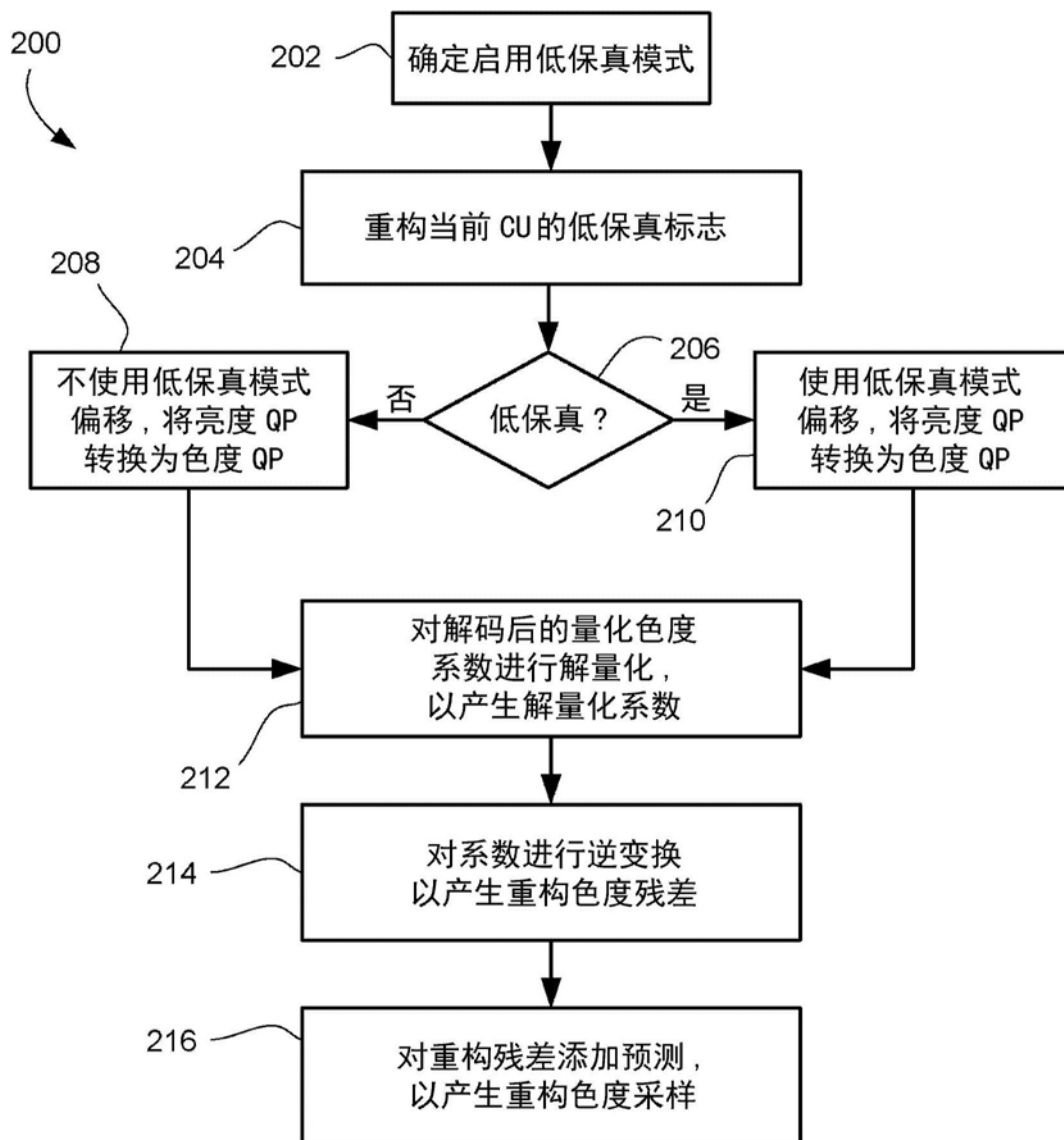 200
202
确定启用低保真模式
204
重构当前 CU的低保真标志
208
206
不使用低保真模式
偏移，将亮度 QP
转换为色度 QP
否
低保真？
是
使用低保真模式
偏移，将亮度 QP
转换为色度 QP
210
对解码后的量化色度
系数进行解量化，
以产生解量化系数
212
214
对系数进行逆变换
以产生重构色度残差
216
对重构残差添加预测，
以产生重构色度采样